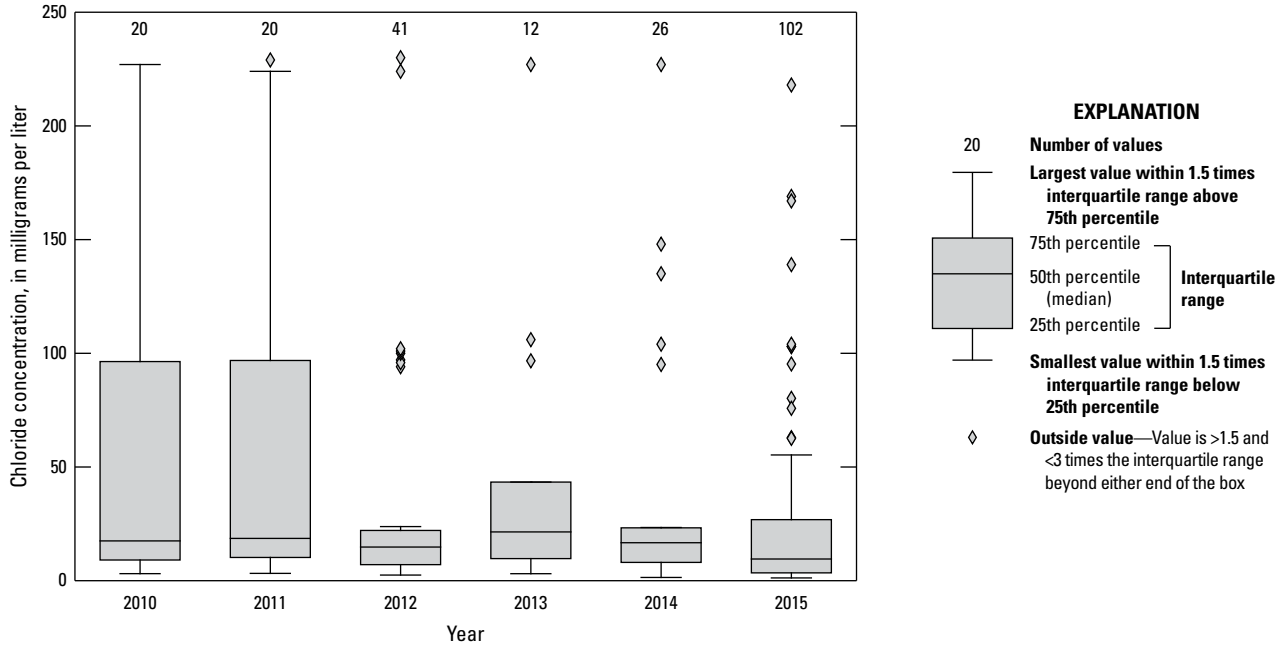 250
200
150
100
50
0
Chloride concentration, in milligrams per liter
20 20 41 12 26 102
2010 2011 2012 2013 2014 2015
Year
EXPLANATION
20 Number of values
Largest value within 1.5 times
interquartile range above
75th percentile
75th percentile
50th percentile
(median)
25th percentile
Interquartile
range
Smallest value within 1.5 times
interquartile range below
25th percentile
Outside value—Value is >1.5 and
<3 times the interquartile range
beyond either end of the box